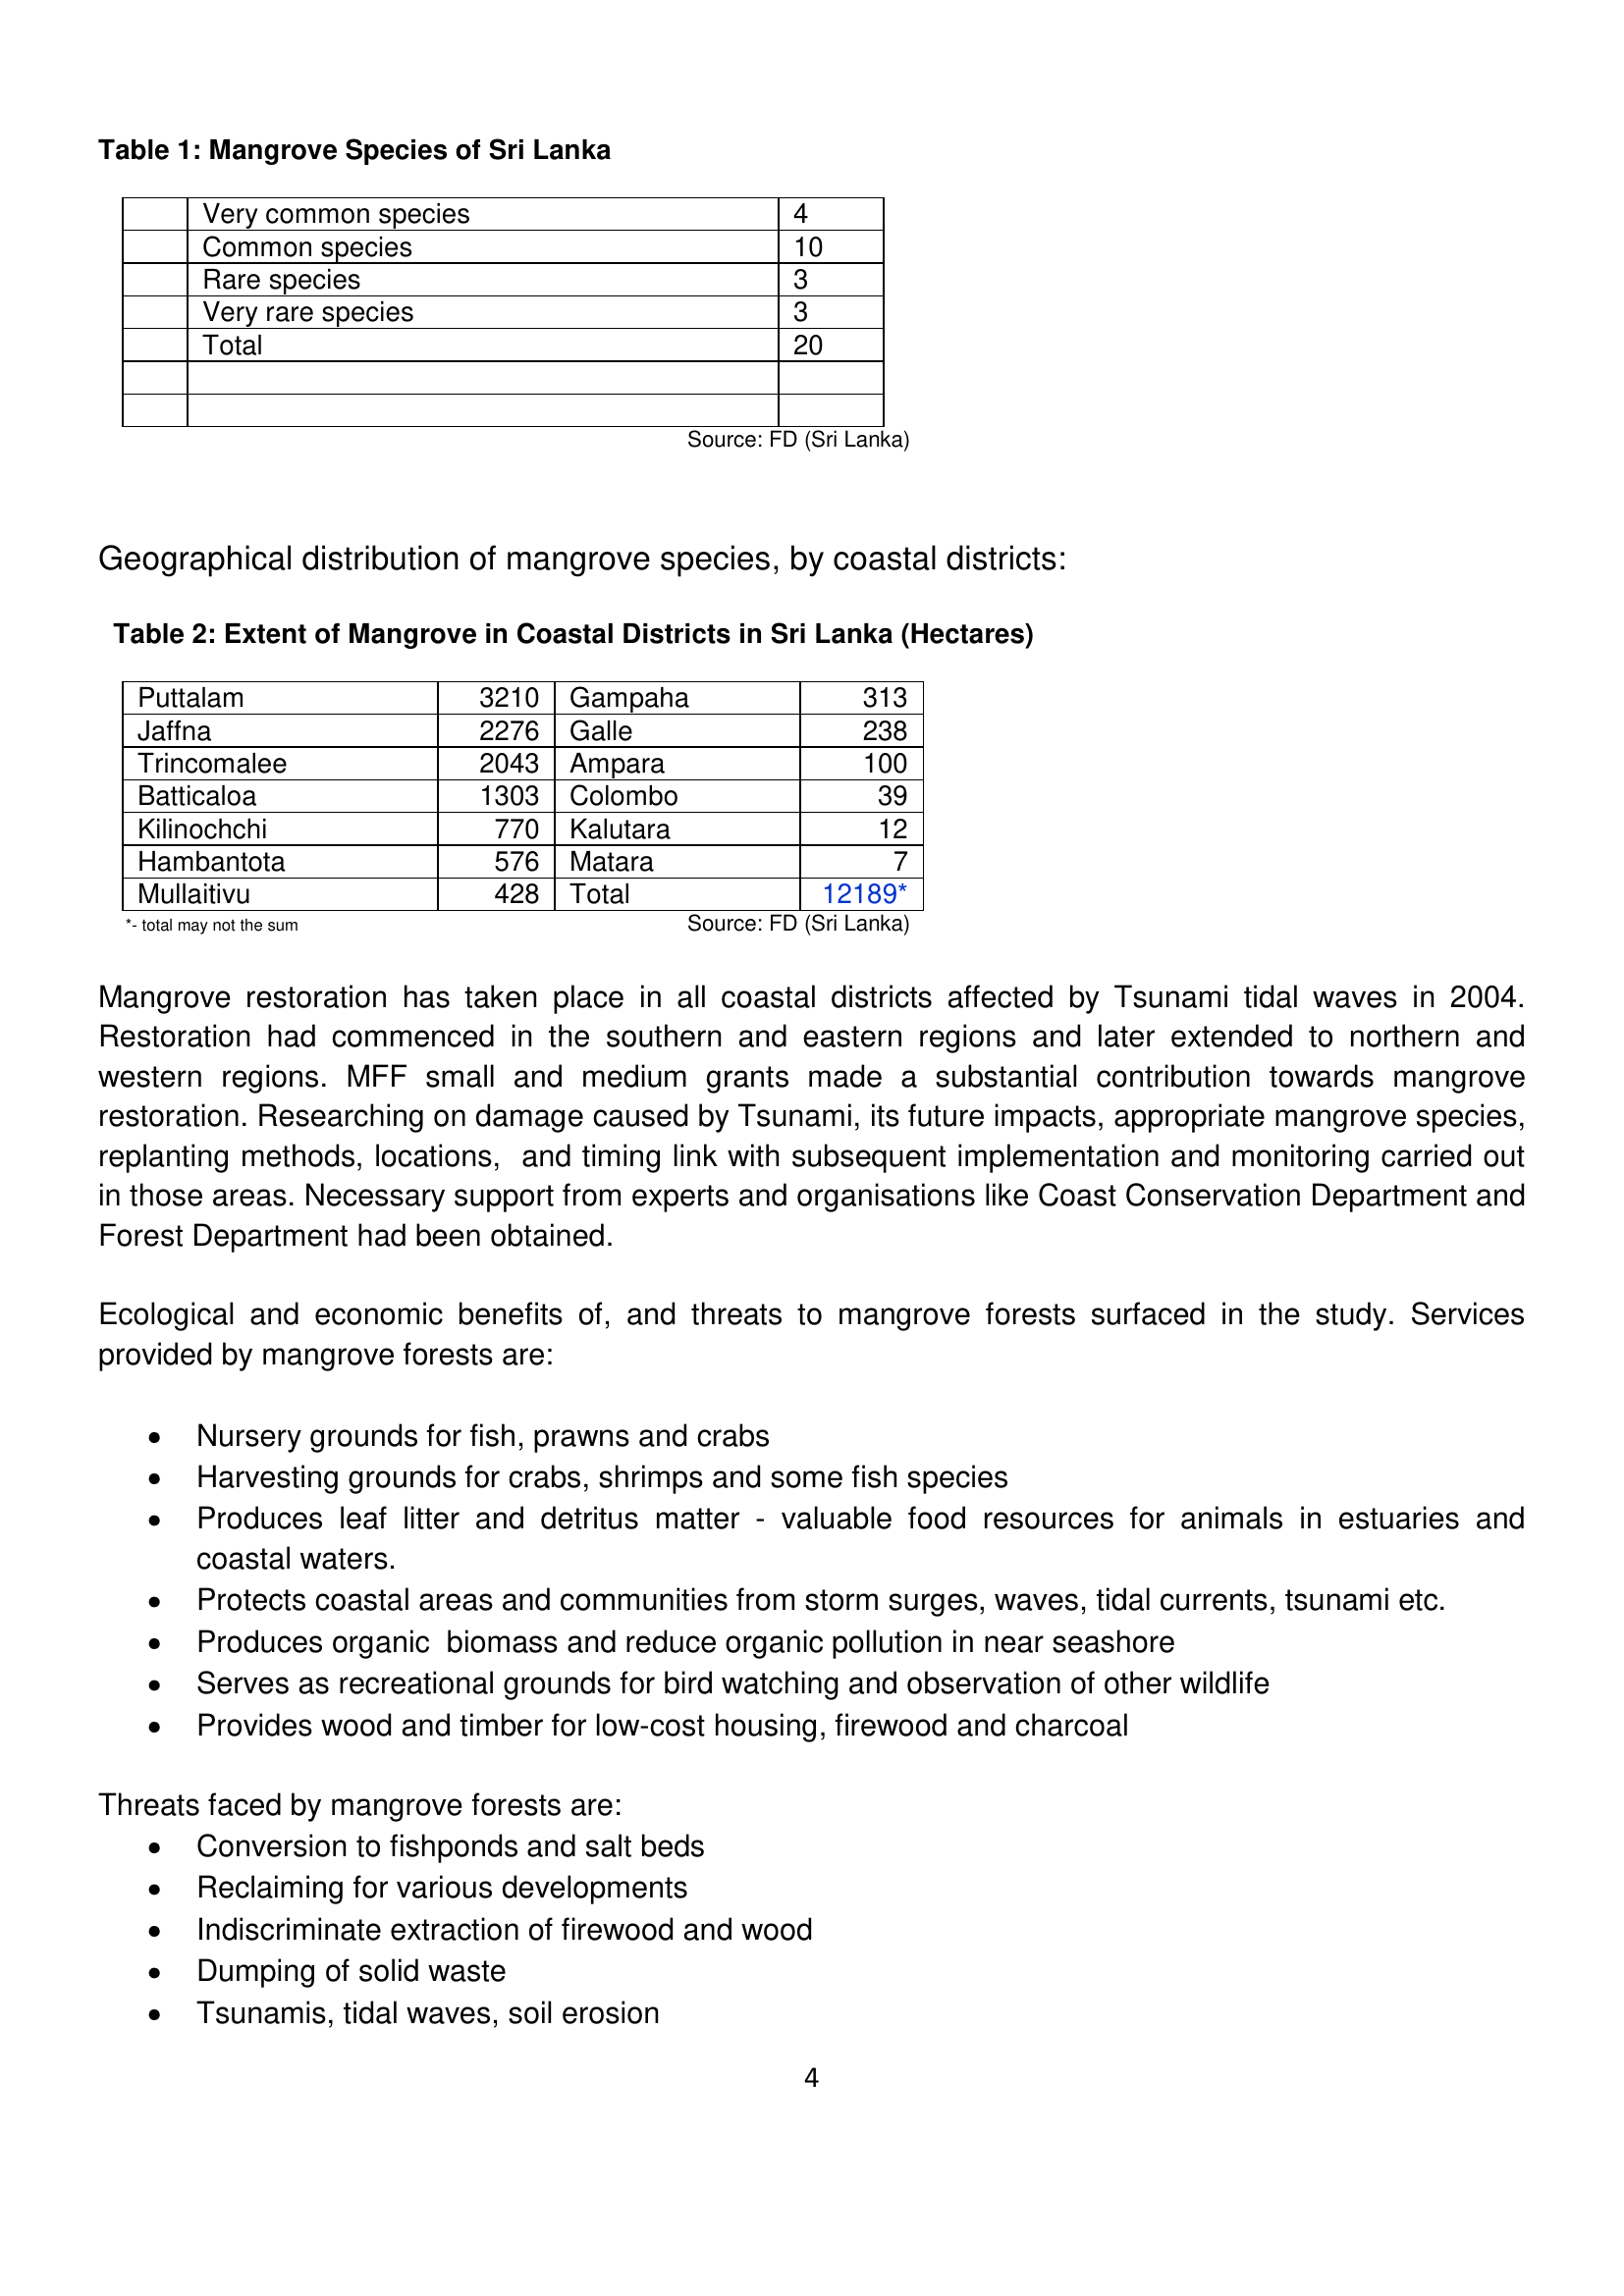 Table 1: Mangrove Species of Sri Lanka
Very common species 4
Common species 10
Rare species 3
Very rare species 3
Total 20
Source: FD (Sri Lanka)
Geographical distribution of mangrove species, by coastal districts:
Table 2: Extent of Mangrove in Coastal Districts in Sri Lanka (Hectares)
Puttalam 3210 Gampaha 313
Jaffna 2276 Galle 238
Trincomalee 2043 Ampara 100
Batticaloa 1303 Colombo 39
Kilinochchi 770 Kalutara 12
Hambantota 576 Matara 7
Mullaitivu 428 Total 12189*
*- total may not the sum Source: FD (Sri Lanka)
Mangrove restoration has taken place in all coastal districts affected by Tsunami tidal waves in 2004.
Restoration had commenced in the southern and eastern regions and later extended to northern and
western regions. MFF small and medium grants made a substantial contribution towards mangrove
restoration. Researching on damage caused by Tsunami, its future impacts, appropriate mangrove species,
replanting methods, locations, and timing link with subsequent implementation and monitoring carried out
in those areas. Necessary support from experts and organisations like Coast Conservation Department and
Forest Department had been obtained.
Ecological and economic benefits of, and threats to mangrove forests surfaced in the study. Services
provided by mangrove forests are:
• Nursery grounds for fish, prawns and crabs
• Harvesting grounds for crabs, shrimps and some fish species
• Produces leaf litter and detritus matter - valuable food resources for animals in estuaries and
coastal waters.
• Protects coastal areas and communities from storm surges, waves, tidal currents, tsunami etc.
• Produces organic biomass and reduce organic pollution in near seashore
• Serves as recreational grounds for bird watching and observation of other wildlife
• Provides wood and timber for low-cost housing, firewood and charcoal
Threats faced by mangrove forests are:
• Conversion to fishponds and salt beds
• Reclaiming for various developments
• Indiscriminate extraction of firewood and wood
• Dumping of solid waste
• Tsunamis, tidal waves, soil erosion
4